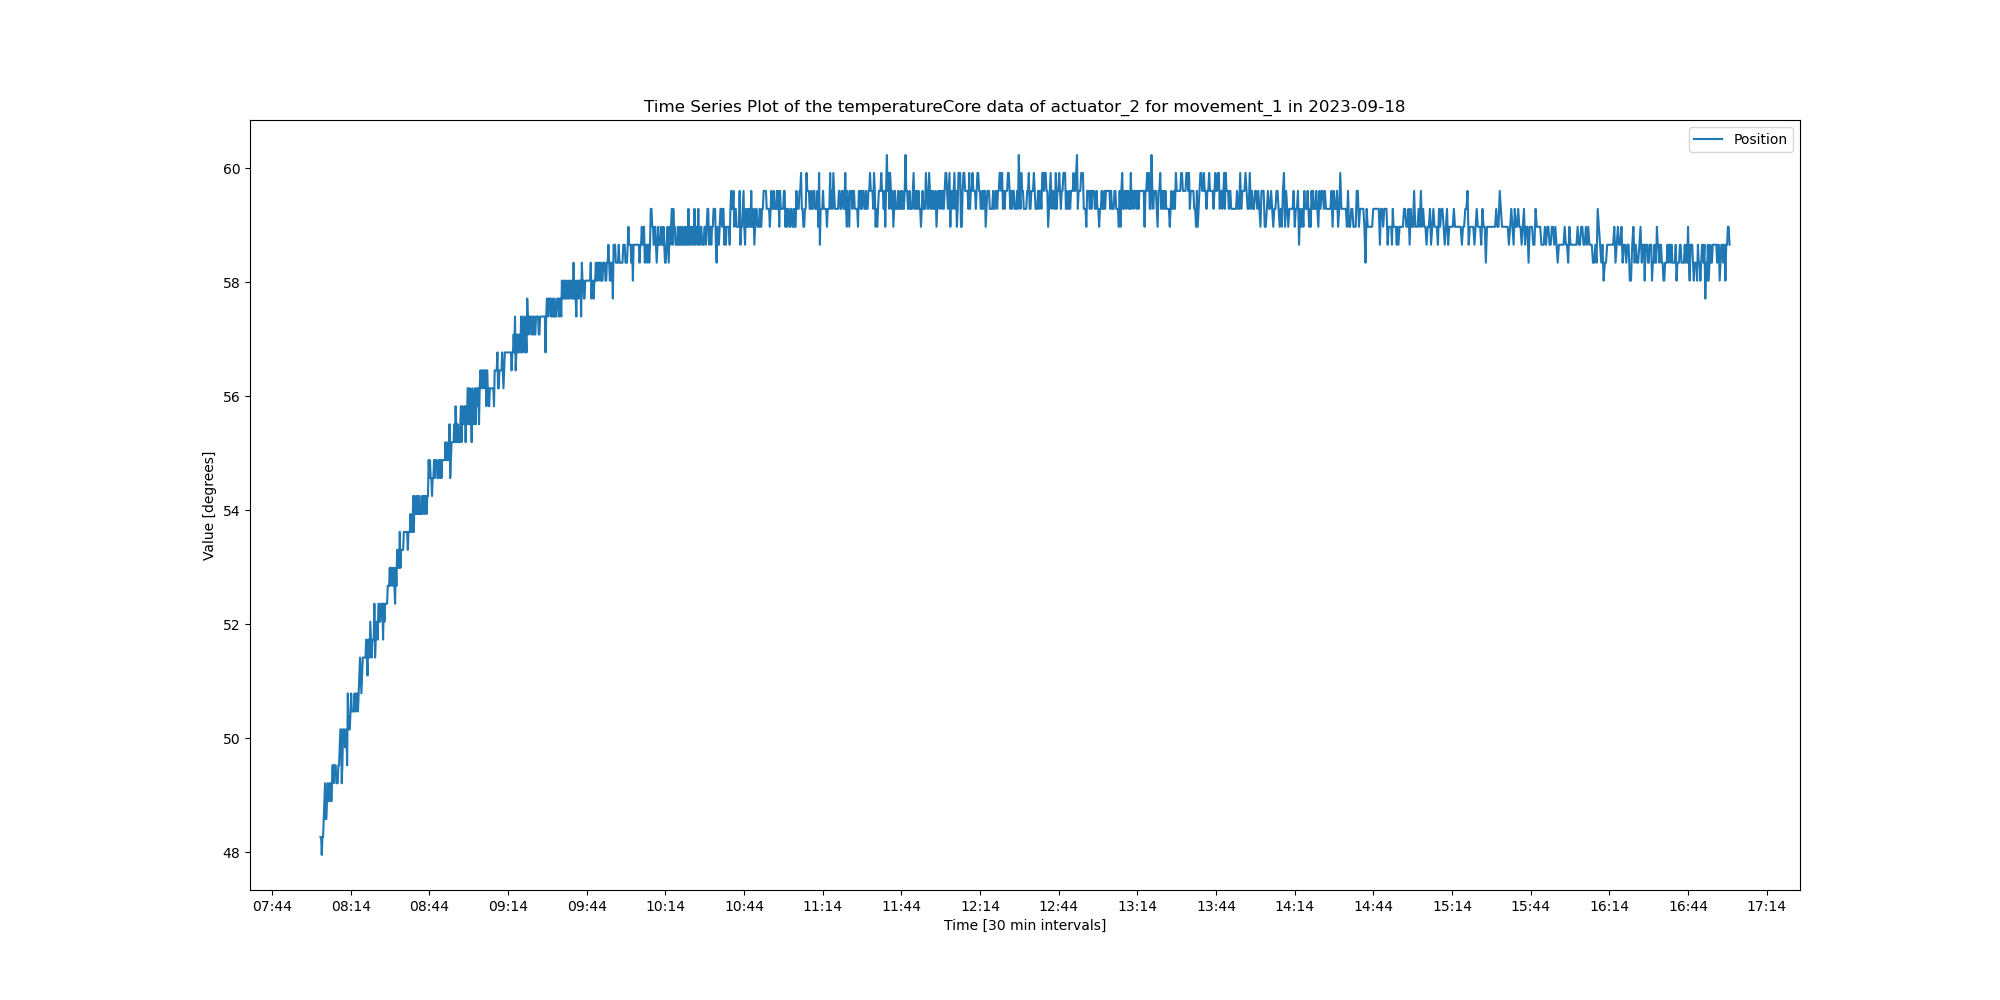 Time Series Plot of the temperatureCore data of actuator_2 for movement_1 in 2023-09-18
Position
60
58
56
54
52
50
48
Value [degrees]
07:44 08:14 08:44 09:14 09:44 10:14 10:44 11:14 11:44 12:14 12:44 13:14 13:44 14:14 14:44 15:14 15:44 16:14 16:44 17:14
Time [30 min intervals]